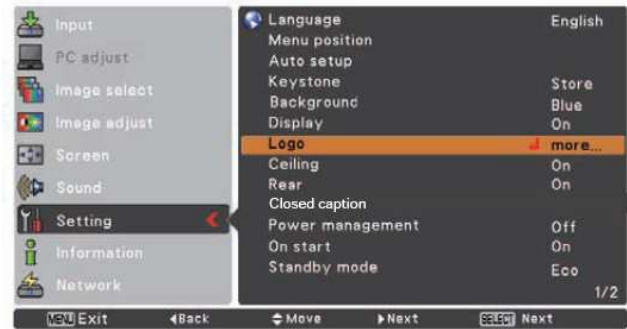 Input
PC adjust
Image select
Image adjust
Screen
Sound
Setting
Information
Network
Language English
Menu position
Auto setup
Keystone Store
Background Blue
Display On
Logo more...
Ceiling On
Rear On
Closed caption
Power management Off
On start On
Standby mode Eco
1/2
MENU Exit Back Move Next SELECT Next